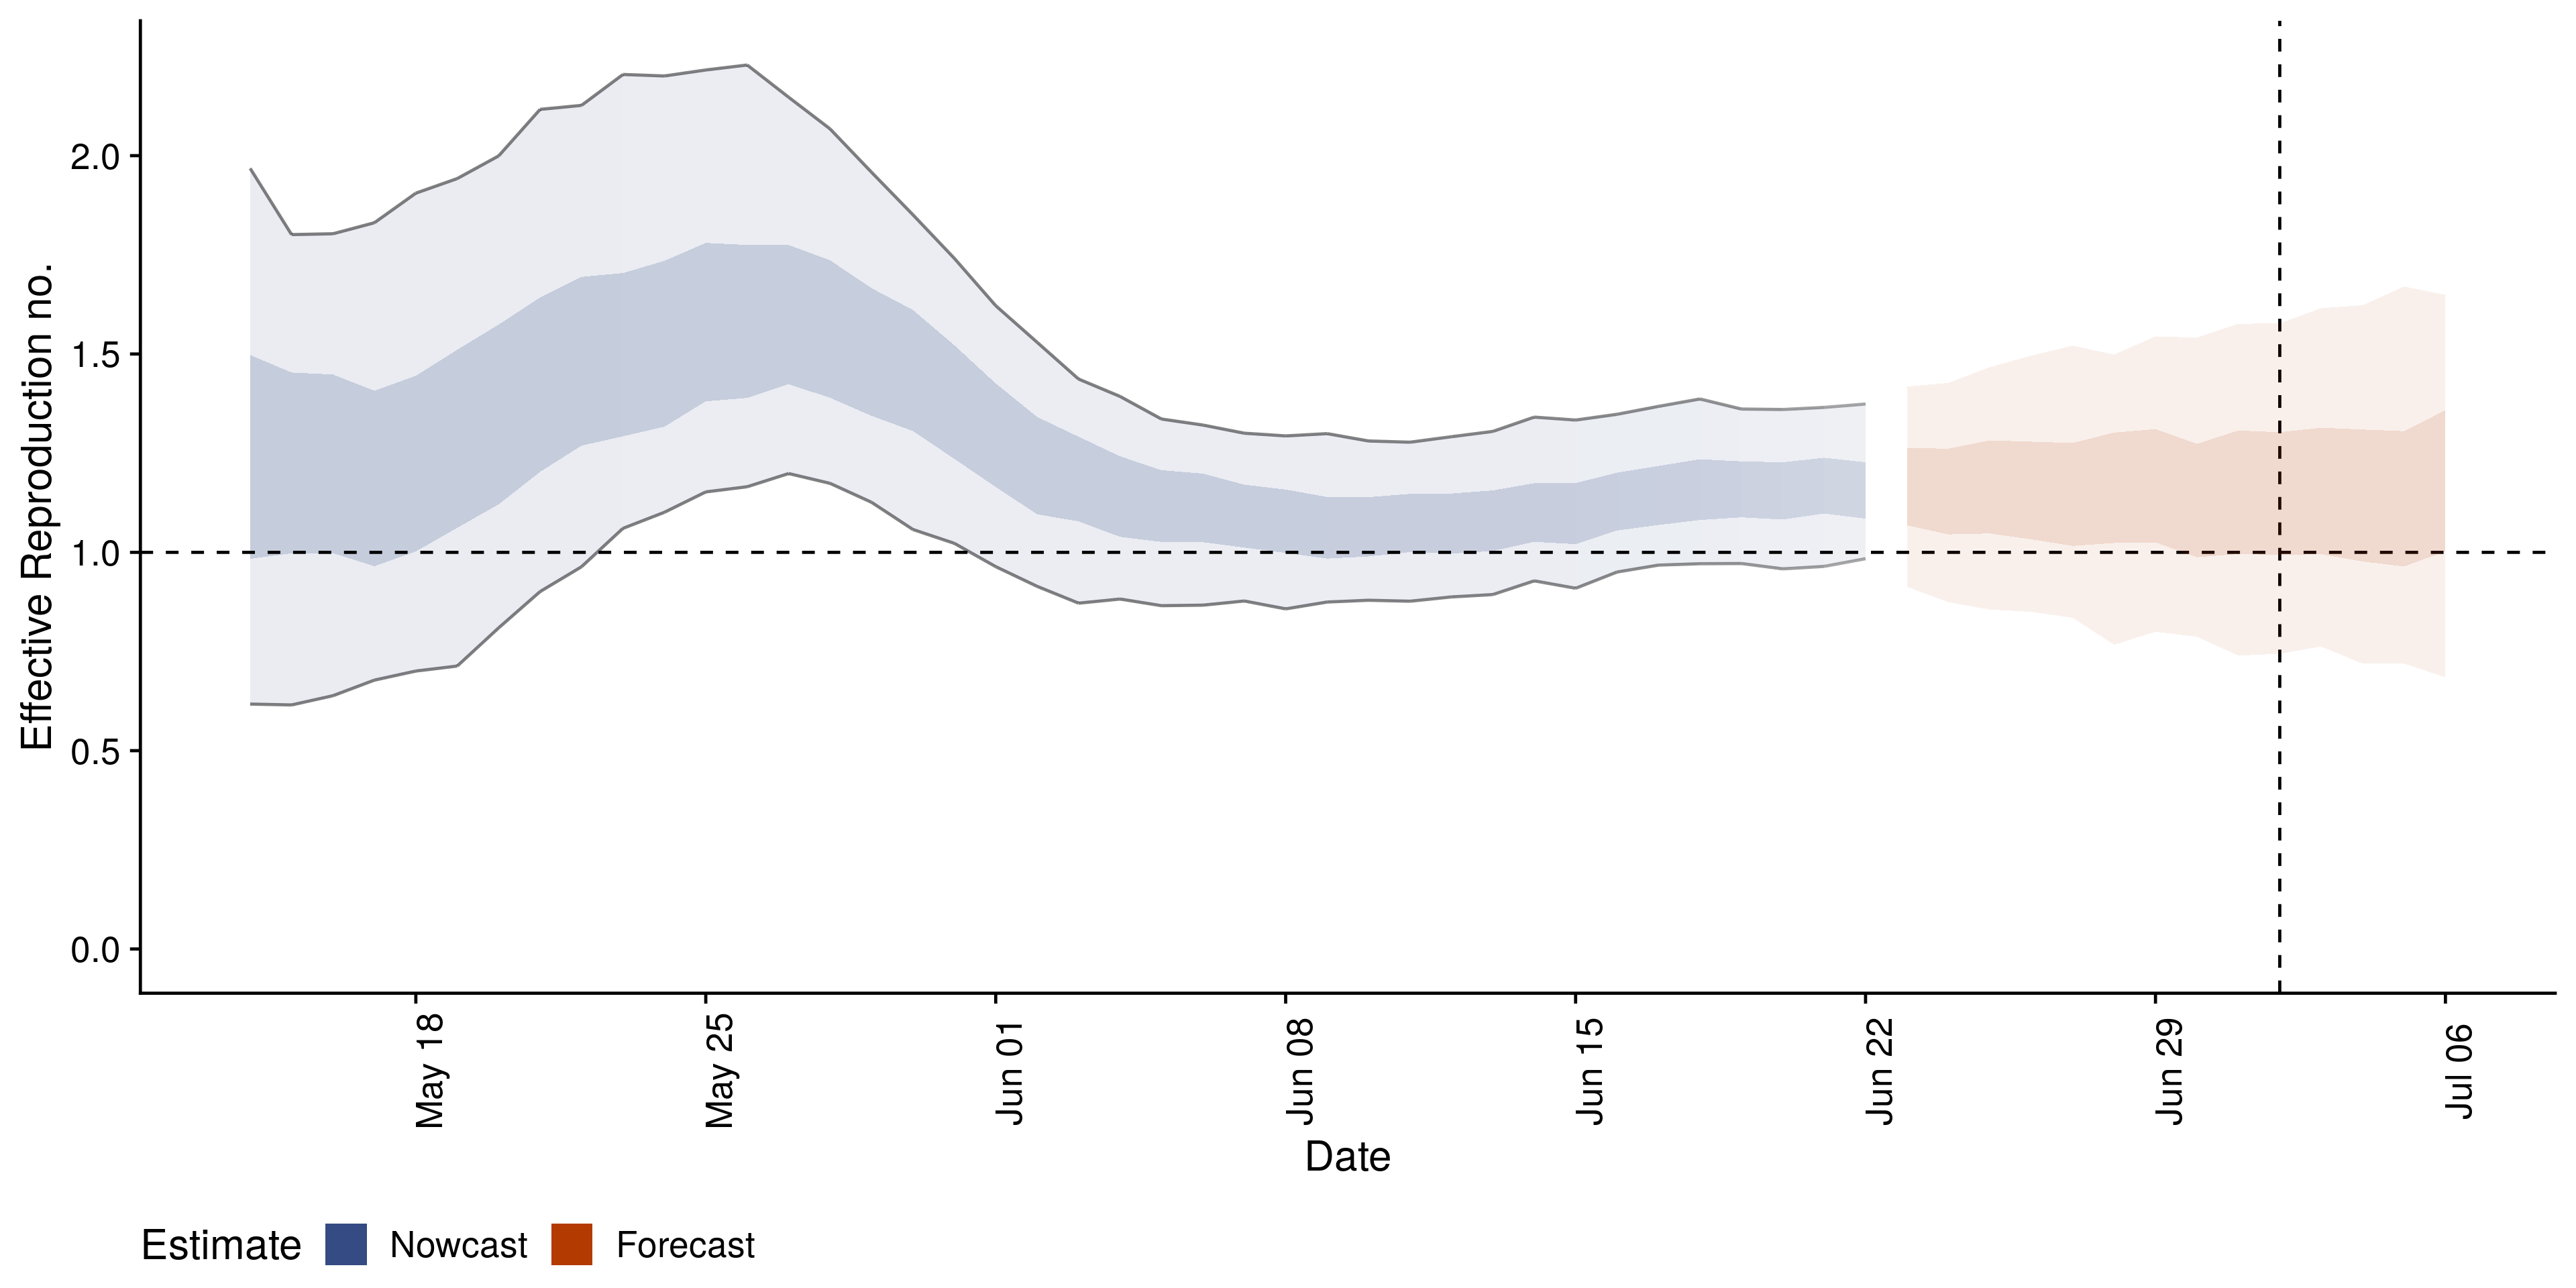 Effective Reproduction no.
2.0
1.5
1.0
0.5
0.0
May 18
May 25
Jun 01
Jun 08
Jun 15
Jun 22
Jun 29
Jul 06
Date
Estimate Nowcast Forecast